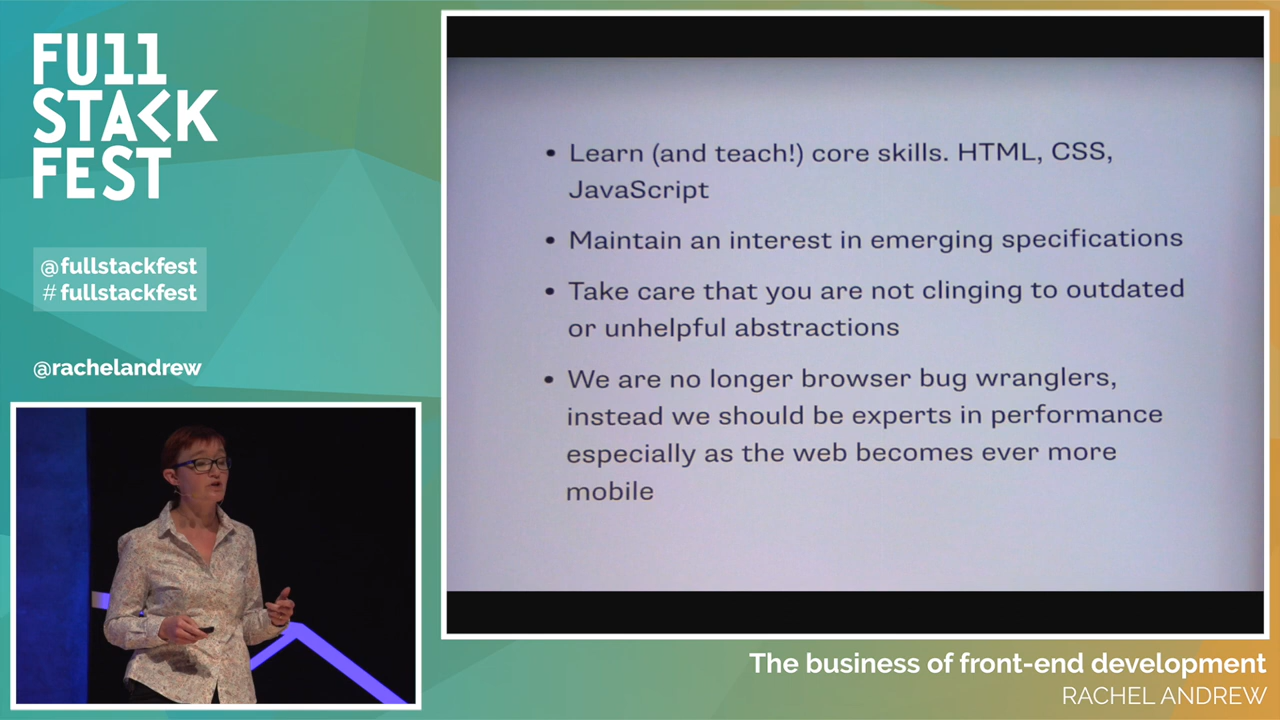 FU11
STACK
FEST
@fullstackfest
# fullstackfest
@rachelandrew
• Learn (and teach!) core skills. HTML, CSS,
JavaScript
• Maintain an interest in emerging specifications
• Take care that you are not clinging to outdated
or unhelpful abstractions
• We are no longer browser bug wranglers,
instead we should be experts in performance
especially as the web becomes ever more
mobile
The business of front-end development
RACHEL ANDREW